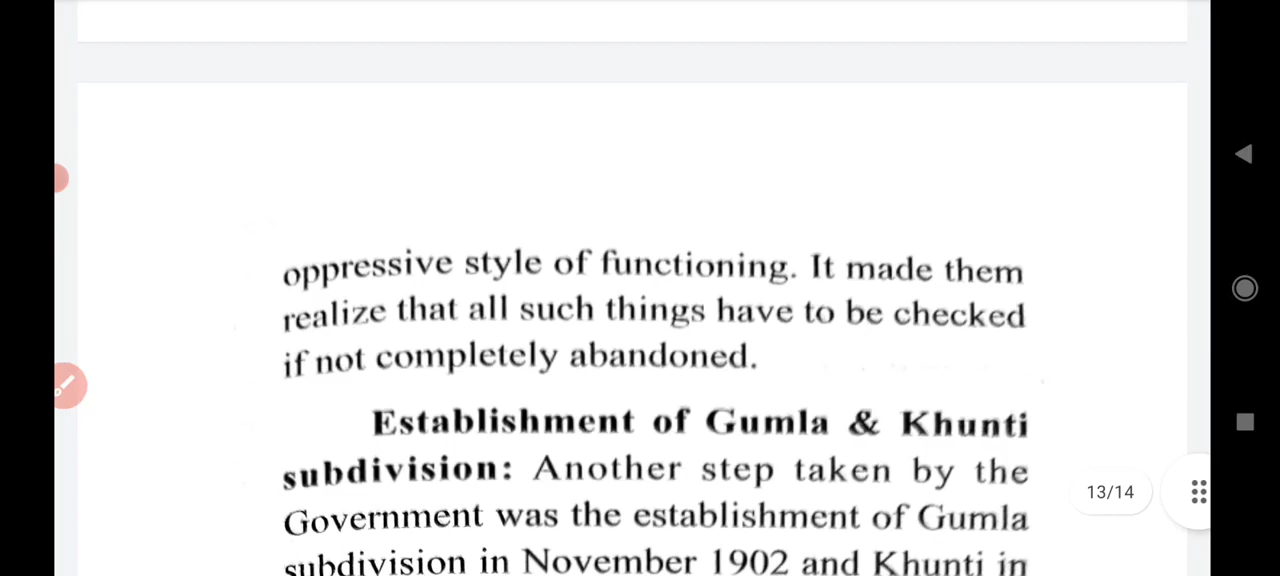 oppressive style of functioning. It made them
realize that all such things have to be checked
if not completely abandoned.
Establishment of Gumla & Khunti
subdivision: Another step taken by the
Government was the establishment of Gumla
subdivision in November 1902 and Khunti in
13/14